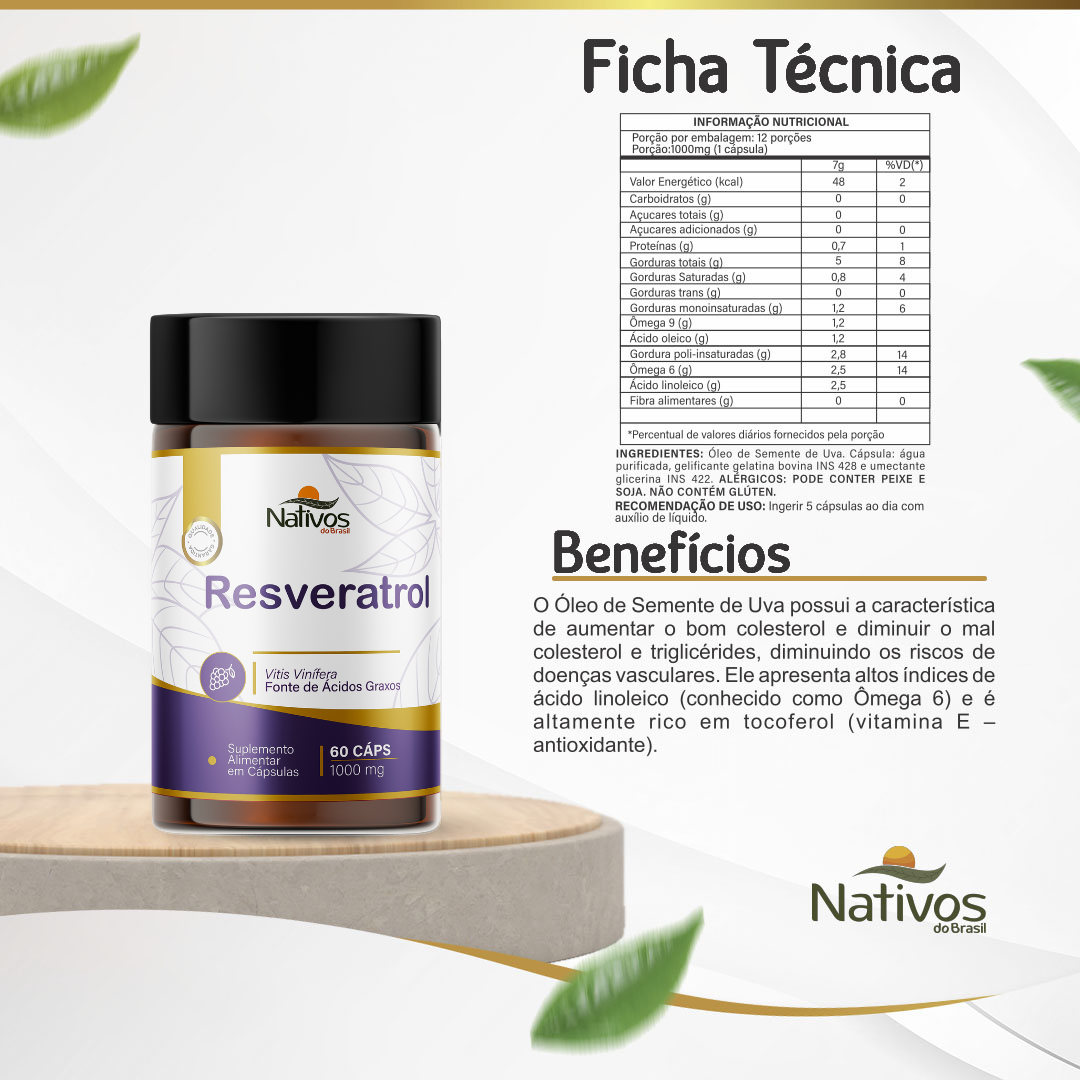 Ficha Técnica
INFORMAÇÃO NUTRICIONAL
Porção por embalagem: 12 porções
Porção:1000mg (1 cápsula)
7g %VD(*)
Valor Energético (kcal) 48 2
Carboidratos (g) 0 0
Açucares totais (g) 0
Açucares adicionados (g) 0 0
Proteínas (g) 0,7 1
Gorduras totais (g) 5 8
Gorduras Saturadas (g) 0,8 4
Gorduras trans (g) 0 0
Gorduras monoinsaturadas (g) 1,2 6
Ômega 9 (g) 1,2
Ácido oleico (g) 1,2
Gordura poli-insaturadas (g) 2,8 14
Ômega 6 (g) 2,5 14
Ácido linoleico (g) 2,5
Fibra alimentares (g) 0 0
*Percentual de valores diários fornecidos pela porção
INGREDIENTES: Óleo de Semente de Uva. Cápsula: água
purificada, gelificante gelatina bovina INS 428 e umectante
glicerina INS 422. ALÉRGICOS: PODE CONTER PEIXE E
SOJA. NÃO CONTÉM GLÚTEN.
RECOMENDAÇÃO DE USO: Ingerir 5 cápsulas ao dia com
auxílio de líquido.
Benefícios
O Óleo de Semente de Uva possui a característica
de aumentar o bom colesterol e diminuir o mal
colesterol e triglicérides, diminuindo os riscos de
doenças vasculares. Ele apresenta altos índices de
ácido linoleico (conhecido como Ômega 6) e é
altamente rico em tocoferol (vitamina E –
antioxidante).
Nativos
do Brasil
QUALIDADE
GARANTIDA
Resveratrol
Vitis Vinífera
Fonte de Ácidos Graxos
Suplemento
Alimentar
em Cápsulas
60 CÁPS
1000 mg
Nativos
do Brasil